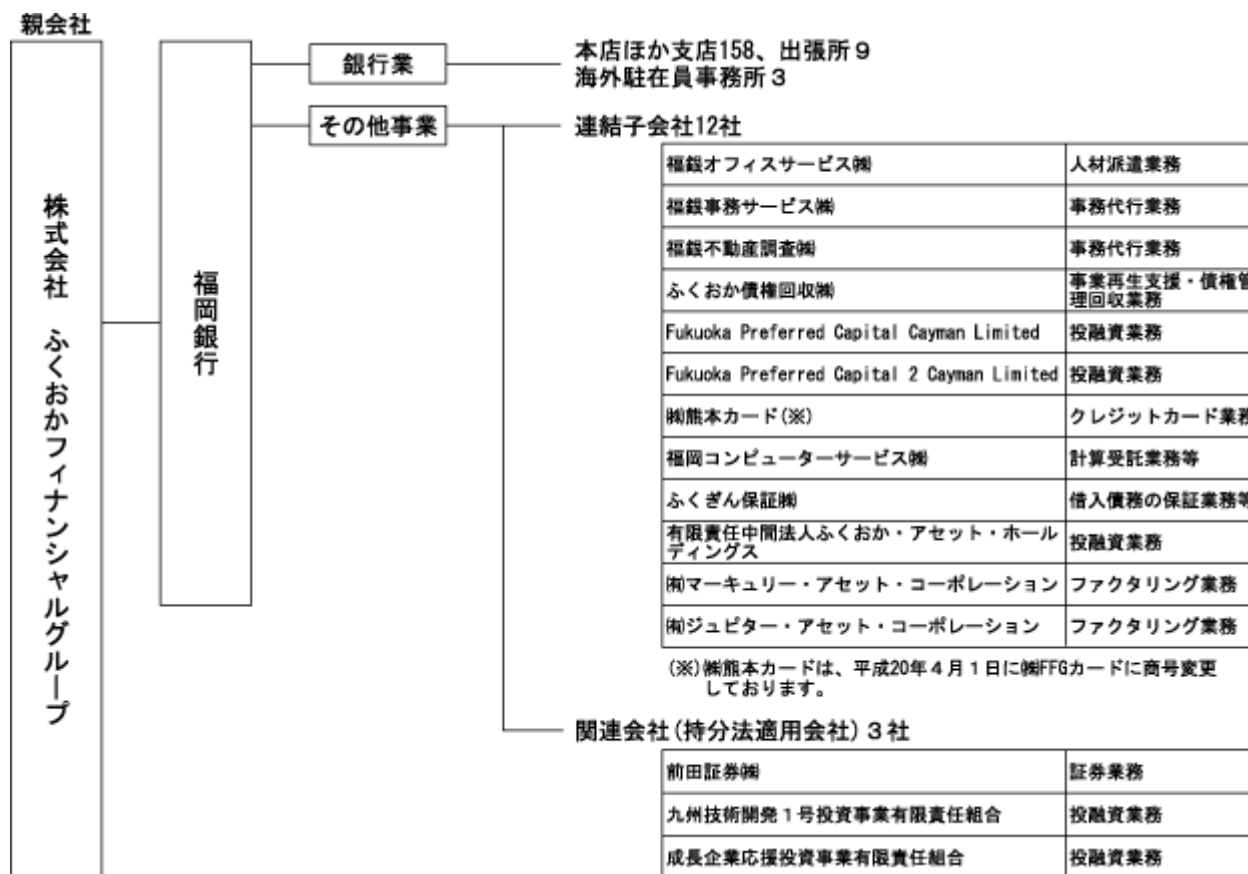 親会社
株式会社 ふくおかフィナンシャルグループ
福岡銀行
銀行業
本店ほか支店158、出張所9
海外駐在員事務所3
その他事業
連結子会社12社
福銀オフィスサービス㈱
人材派遣業務
福銀事務サービス㈱
事務代行業務
福銀不動産調査㈱
事務代行業務
ふくおか債権回収㈱
事業再生支援・債権管
理回収業務
Fukuoka Preferred Capital Cayman Limited
投融資業務
Fukuoka Preferred Capital 2 Cayman Limited
投融資業務
㈱熊本カード(※)
クレジットカード業務
福岡コンピューターサービス㈱
計算受託業務等
ふくぎん保証㈱
借入債務の保証業務等
有限責任中間法人ふくおか・アセット・ホール
ディングス
投融資業務
㈲マーキュリー・アセット・コーポレーション
ファクタリング業務
㈲ジュピター・アセット・コーポレーション
ファクタリング業務
(※)㈱熊本カードは、平成20年4月1日に㈱FFGカードに商号変更
しております。
関連会社(持分法適用会社)3社
前田証券㈱
証券業務
九州技術開発1号投資事業有限責任組合
投融資業務
成長企業応援投資事業有限責任組合
投融資業務